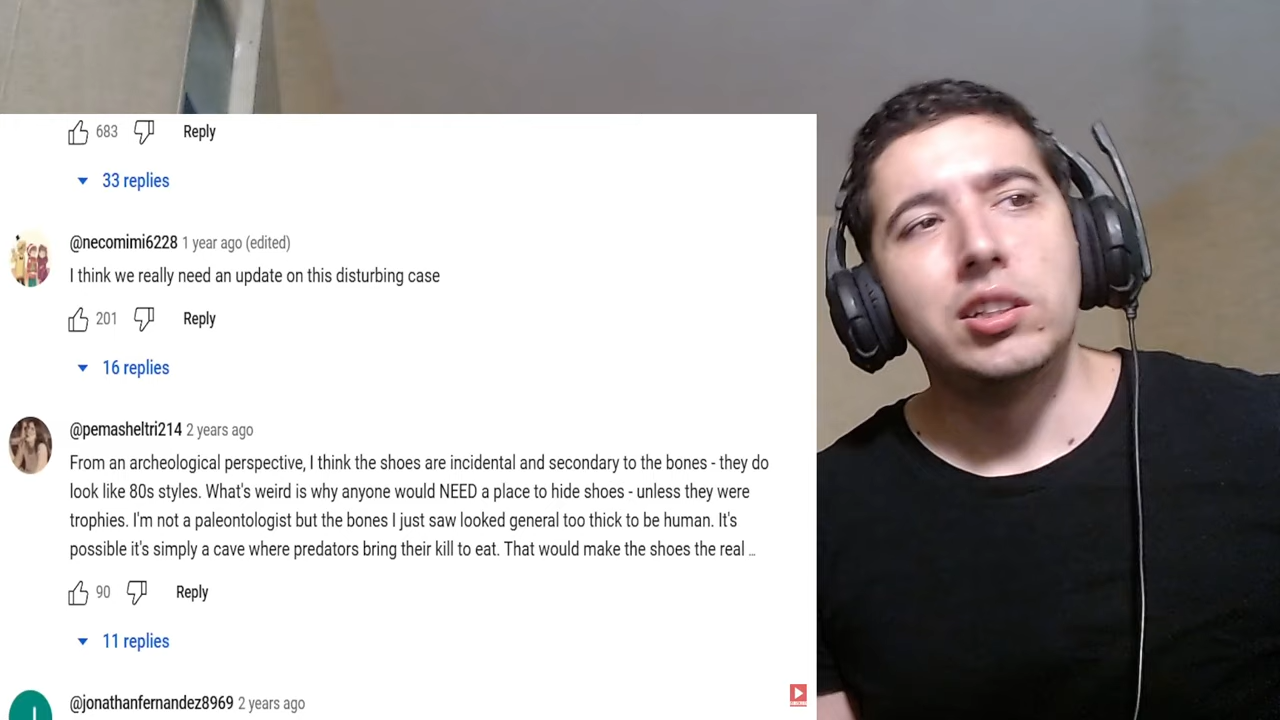 683 Reply
33 replies
@necomimi6228 1 year ago (edited)
I think we really need an update on this disturbing case
201 Reply
16 replies
@pemasheltri214 2 years ago
From an archeological perspective, I think the shoes are incidental and secondary to the bones - they do
look like 80s styles. What's weird is why anyone would NEED a place to hide shoes - unless they were
trophies. I'm not a paleontologist but the bones I just saw looked general too thick to be human. It's
possible it's simply a cave where predators bring their kill to eat. That would make the shoes the real ...
90 Reply
11 replies
J
@jonathanfernandez8969 2 years ago